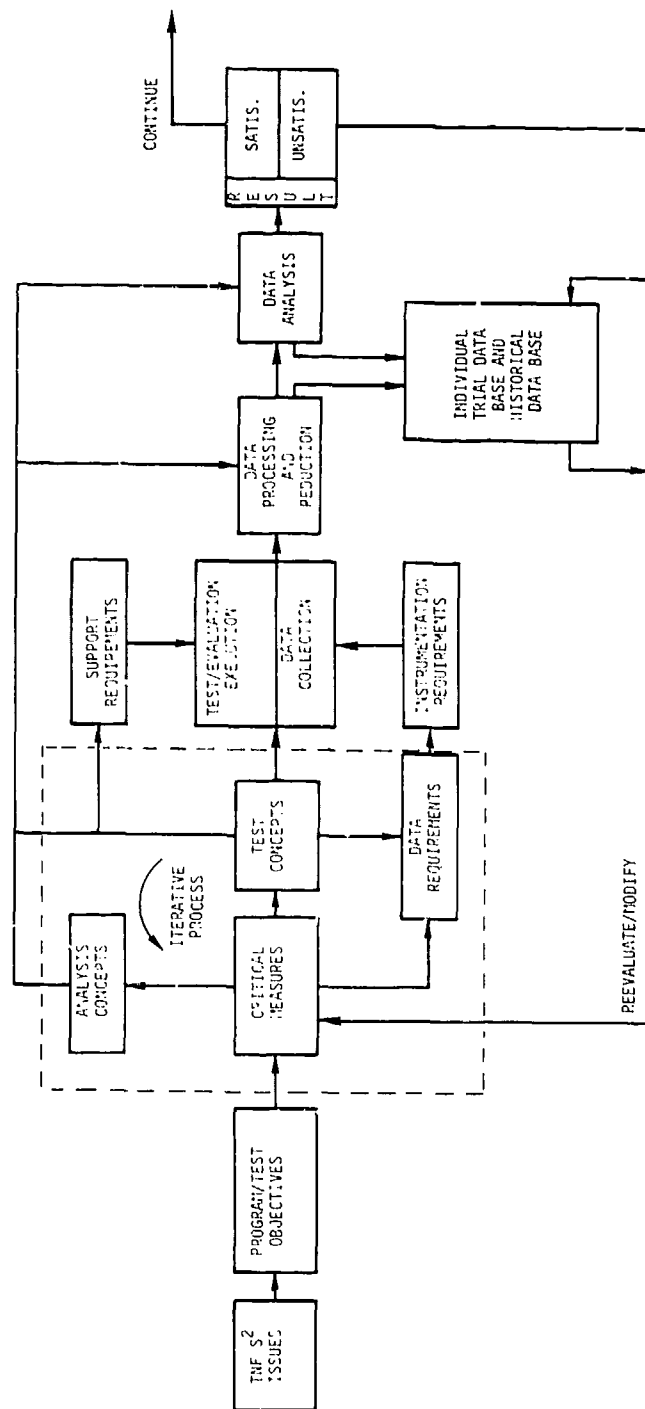 TNF S²
ISSUES
PROGRAM/TEST
OBJECTIVES
CRITICAL
MEASURES
ANALYSIS
CONCEPTS
ITERATIVE
PROCESS
TEST
CONCEPTS
DATA
REQUIREMENTS
SUPPORT
REQUIREMENTS
TEST/EVALUATION
EXECUTION
DATA
COLLECTION
INSTRUMENTATION
REQUIREMENTS
DATA
PROCESSING
AND
REDUCTION
DATA
ANALYSIS
INDIVIDUAL
TRIAL DATA
BASE AND
HISTORICAL
DATA BASE
RESULT
SATIS.
UNSATIS.
CONTINUE
REEVALUATE/MODIFY